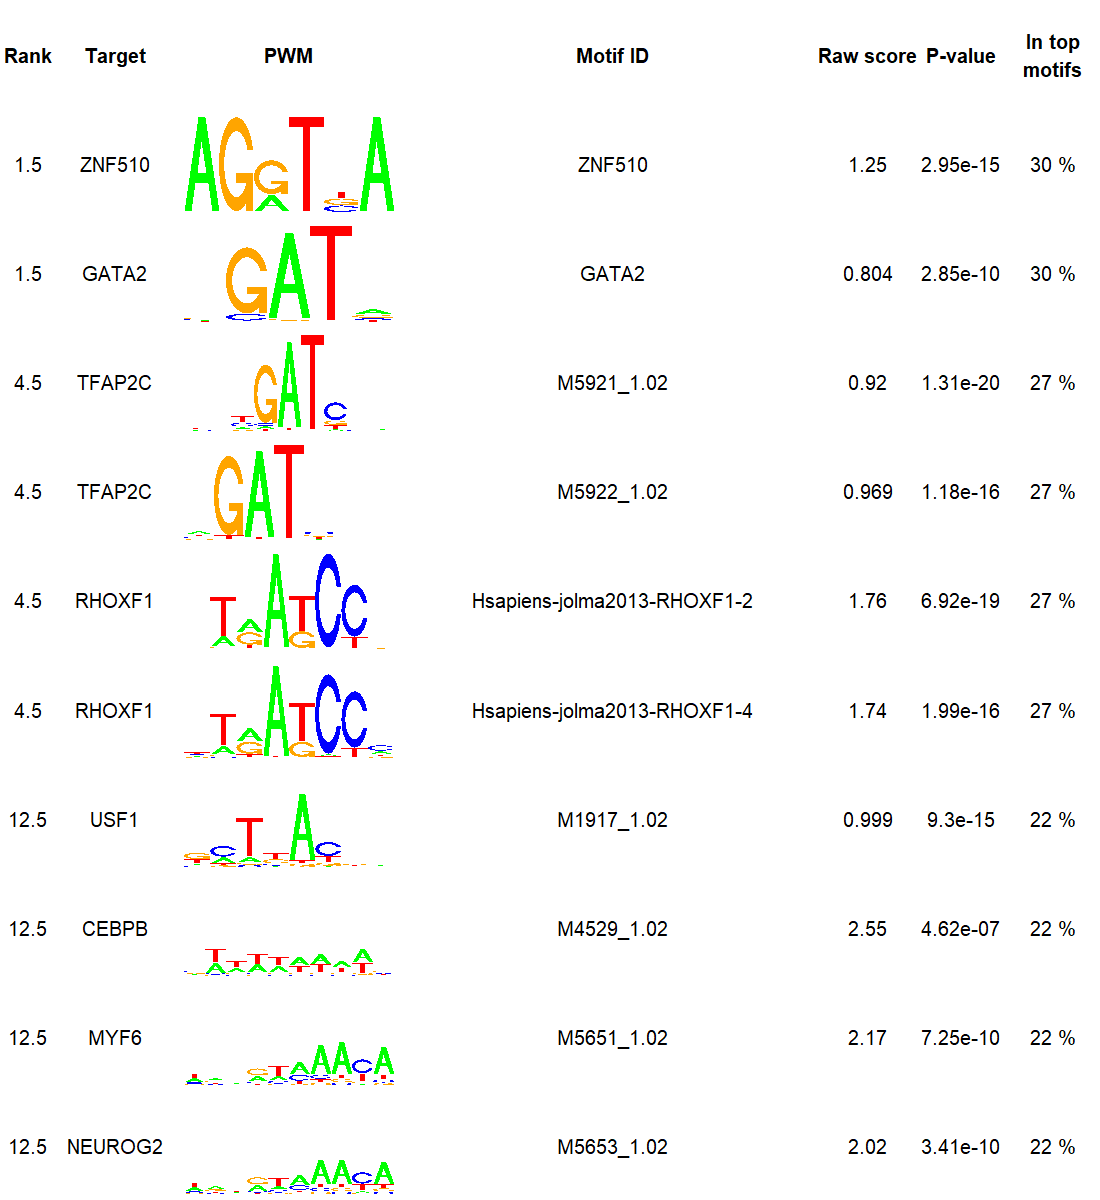 Rank Target PWM Motif ID Raw score P-value In top motifs
1.5 ZNF510 ZNF510 1.25 2.95e-15 30 %
1.5 GATA2 GATA2 0.804 2.85e-10 30 %
4.5 TFAP2C M5921_1.02 0.92 1.31e-20 27 %
4.5 TFAP2C M5922_1.02 0.969 1.18e-16 27 %
4.5 RHOXF1 Hsapiens-jolma2013-RHOXF1-2 1.76 6.92e-19 27 %
4.5 RHOXF1 Hsapiens-jolma2013-RHOXF1-4 1.74 1.99e-16 27 %
12.5 USF1 M1917_1.02 0.999 9.3e-15 22 %
12.5 CEBPB M4529_1.02 2.55 4.62e-07 22 %
12.5 MYF6 M5651_1.02 2.17 7.25e-10 22 %
12.5 NEUROG2 M5653_1.02 2.02 3.41e-10 22 %